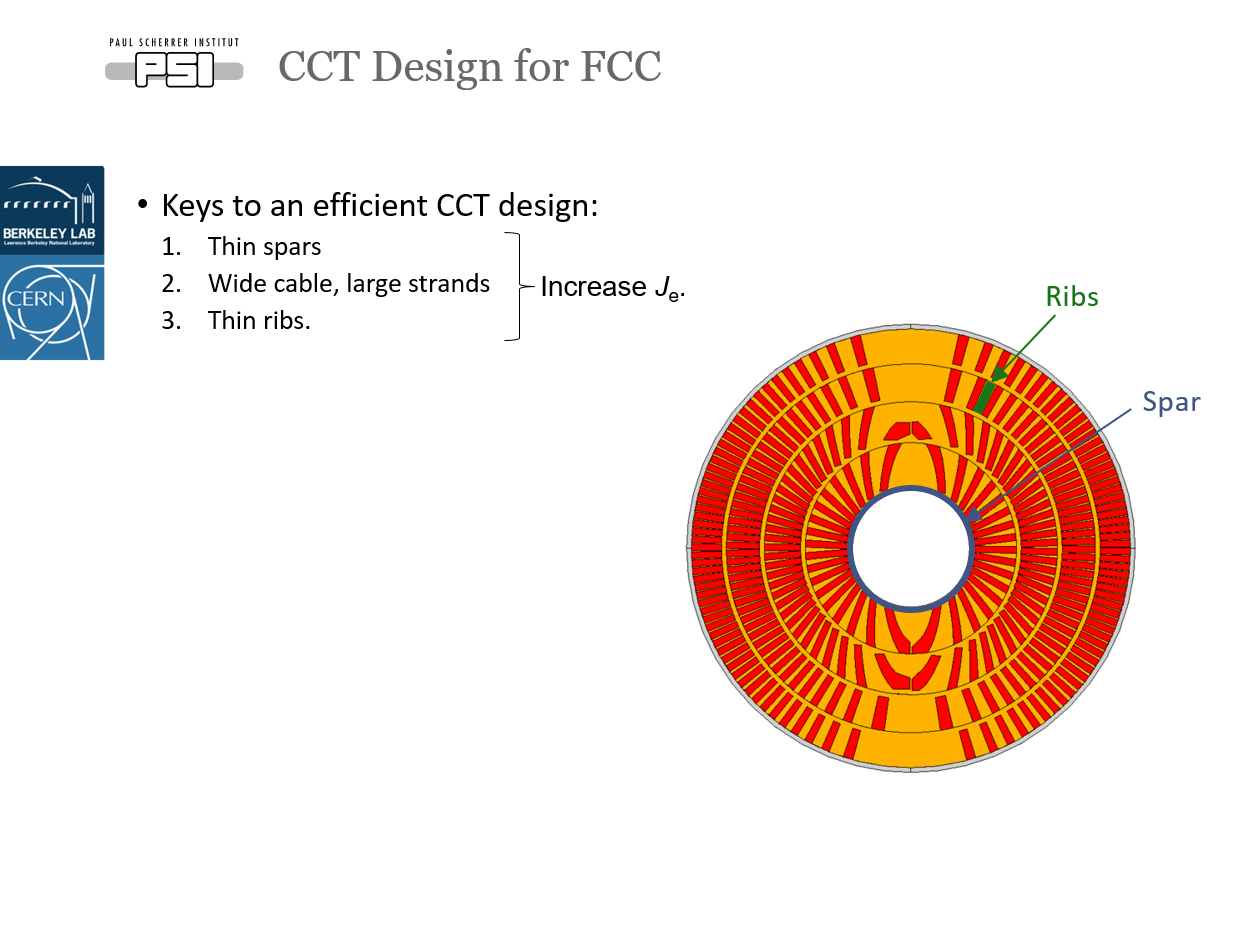 PAUL SCHERRER INSTITUT
PSI
CCT Design for FCC
BERKELEY LAB
Lawrence Berkeley National Laboratory
CERN
• Keys to an efficient CCT design:
1. Thin spars
2. Wide cable, large strands
3. Thin ribs.
Increase Je.
Ribs
Spar